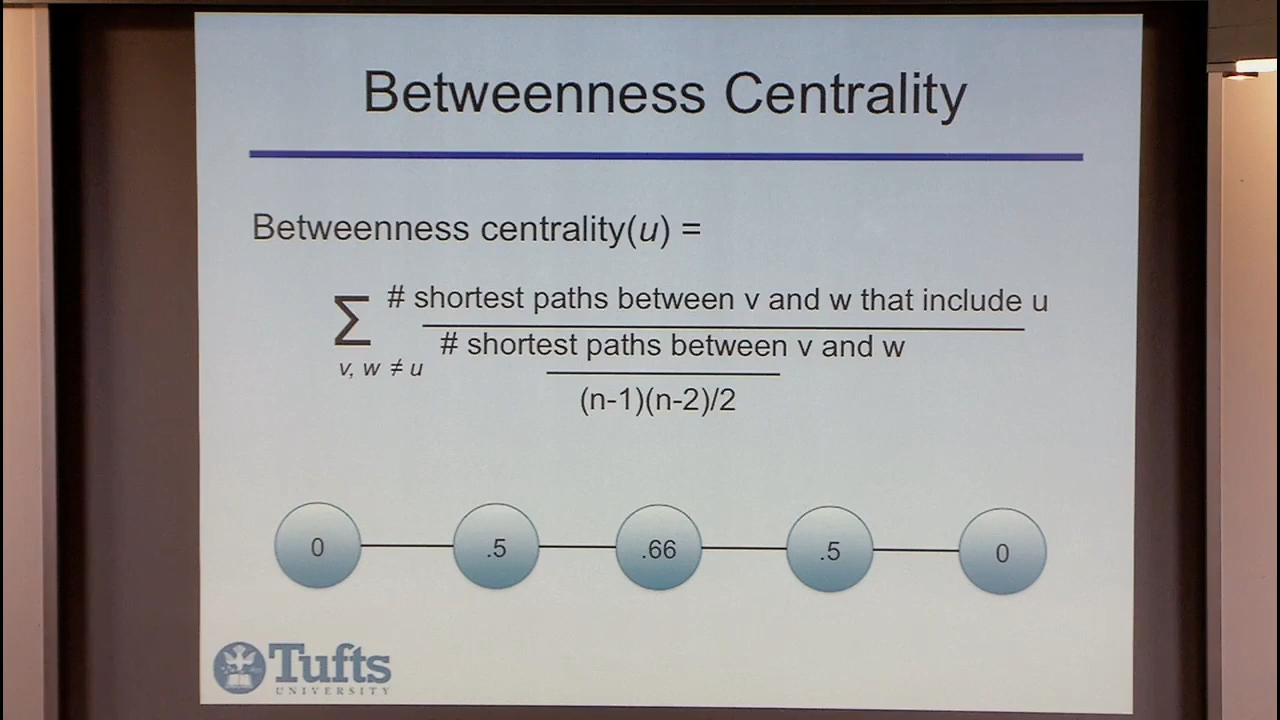 Betweenness Centrality
Betweenness centrality(u) =
Σ # shortest paths between v and w that include u
# shortest paths between v and w
v, w ≠ u
(n-1)(n-2)/2
0 .5 .66 .5 0
Tufts
UNIVERSITY